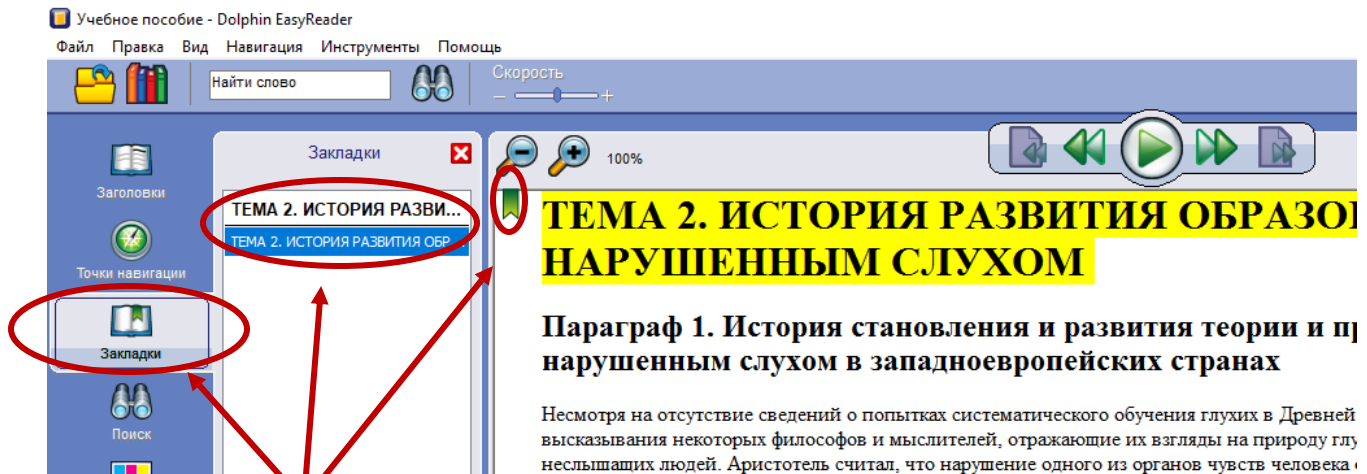 Учебное пособие - Dolphin EasyReader
Файл Правка Вид Навигация Инструменты Помощь
Найти слово
Скорость
Заголовки
Точки навигации
Закладки
Поиск
Закладки
ТЕМА 2. ИСТОРИЯ РАЗВИ...
ТЕМА 2. ИСТОРИЯ РАЗВИТИЯ ОБР...
100%
ТЕМА 2. ИСТОРИЯ РАЗВИТИЯ ОБРАЗО
НАРУШЕННЫМ СЛУХОМ
Параграф 1. История становления и развития теории и пр
нарушенным слухом в западноевропейских странах
Несмотря на отсутствие сведений о попытках систематического обучения глухих в Древней
высказывания некоторых философов и мыслителей, отражающие их взгляды на природу глу
неслышащих людей. Аристотель считал, что нарушение одного из органов чувств человека